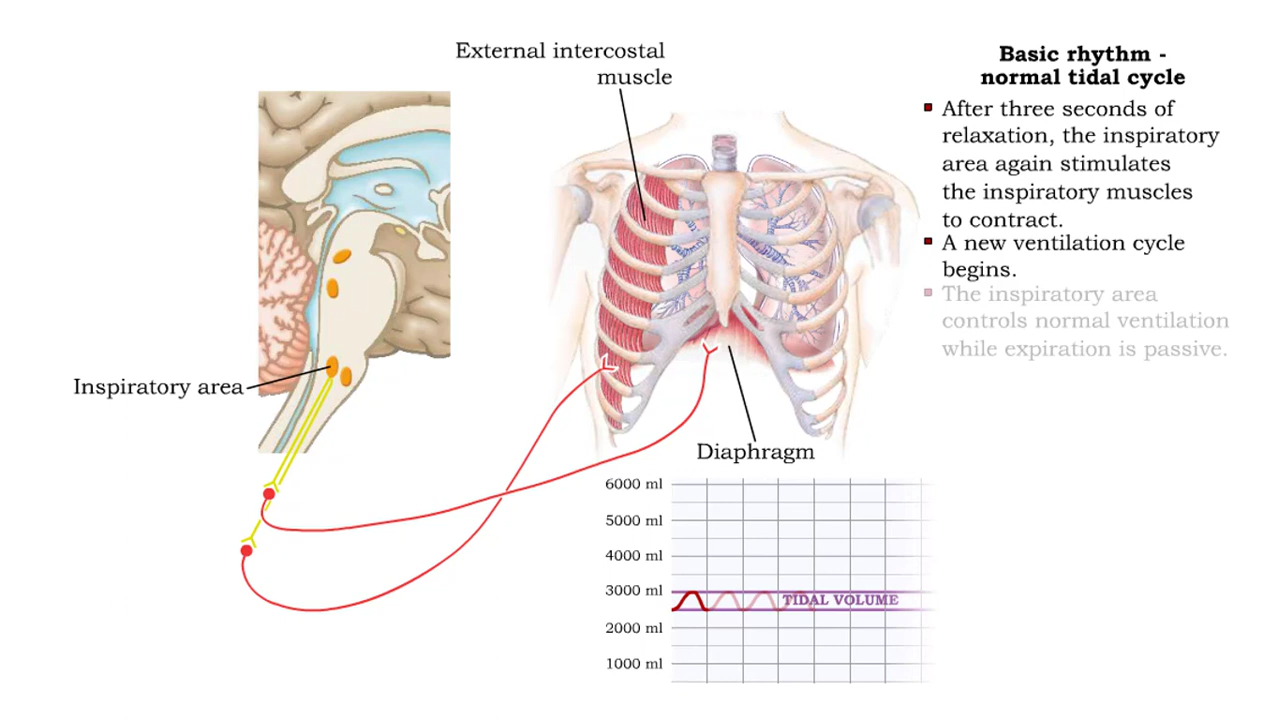 External intercostal
muscle
Basic rhythm -
normal tidal cycle
After three seconds of
relaxation, the inspiratory
area again stimulates
the inspiratory muscles
to contract.
A new ventilation cycle
begins.
The inspiratory area
controls normal ventilation
while expiration is passive.
Inspiratory area
Diaphragm
6000 ml
5000 ml
4000 ml
3000 ml
TIDAL VOLUME
2000 ml
1000 ml